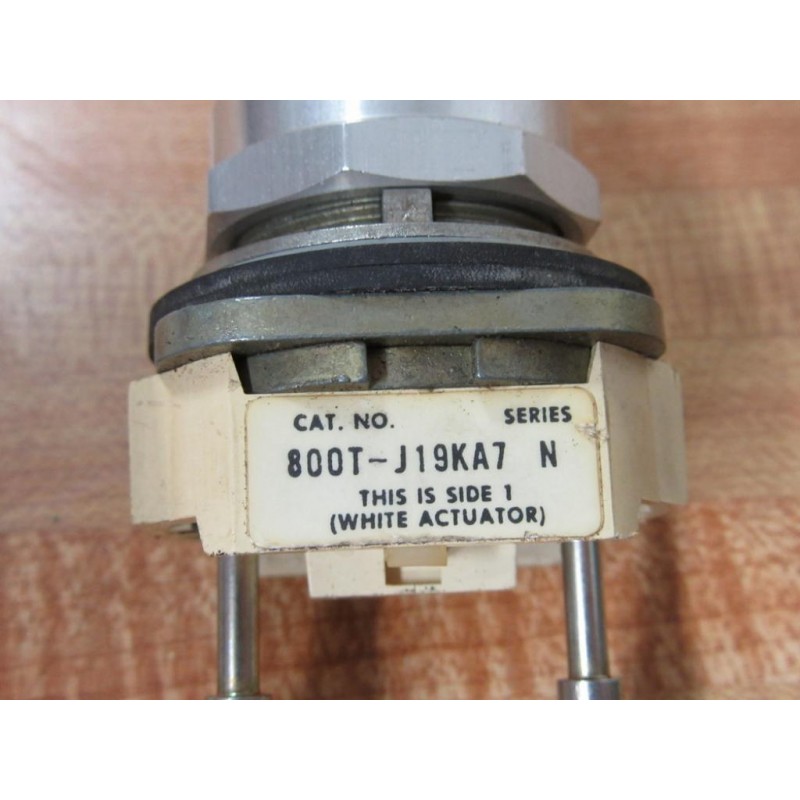 CAT. NO. SERIES
800T-J19KA7 N
THIS IS SIDE 1
(WHITE ACTUATOR)